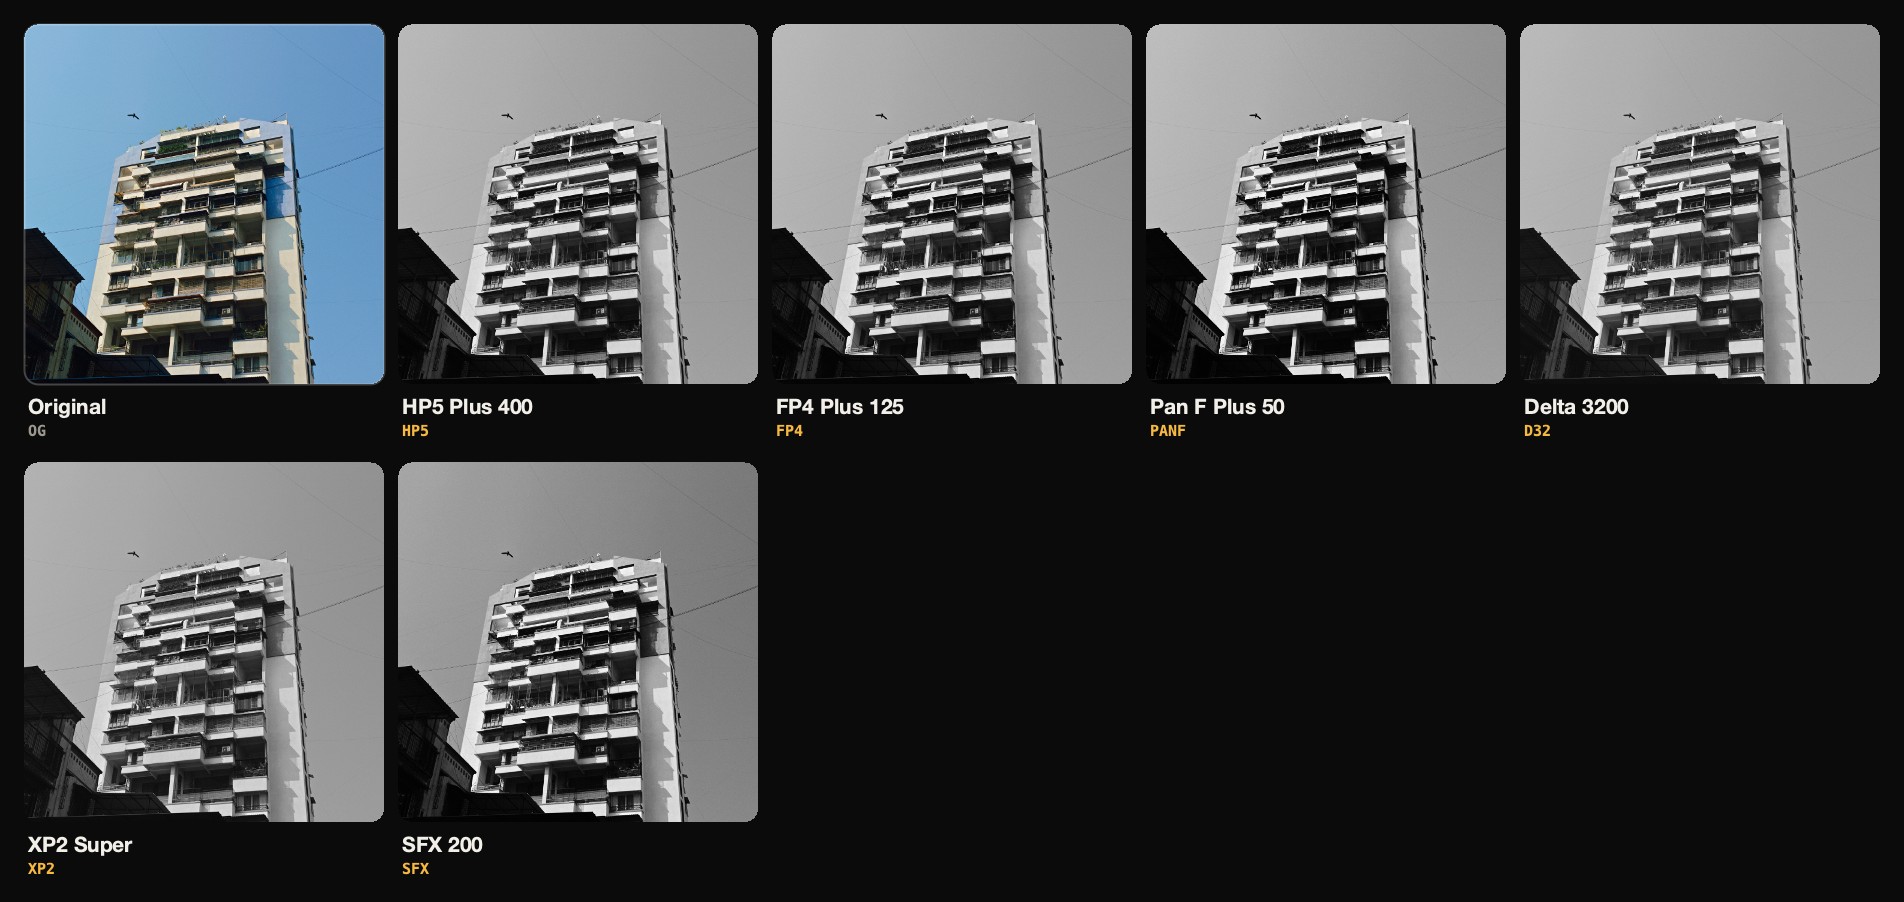 Original
OG
HP5 Plus 400
HP5
FP4 Plus 125
FP4
Pan F Plus 50
PANF
Delta 3200
D32
XP2 Super
XP2
SFX 200
SFX